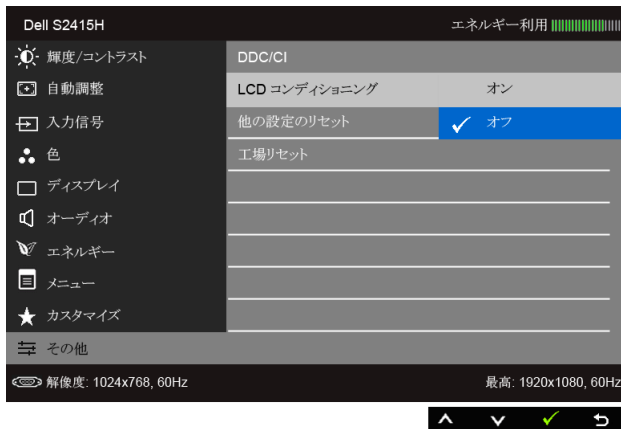 Dell S2415H
エネルギー利用
輝度/コントラスト
自動調整
入力信号
色
ディスプレイ
オーディオ
エネルギー
メニュー
カスタマイズ
その他
DDC/CI
LCD コンディショニング
オン
他の設定のリセット
オフ
工場リセット
解像度: 1024x768, 60Hz
最高: 1920x1080, 60Hz